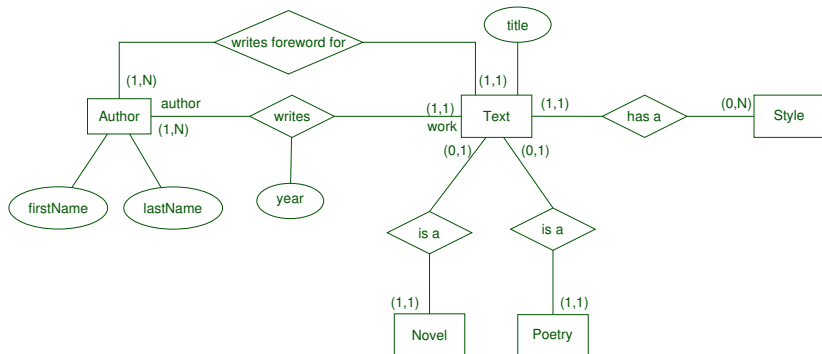 title
writes foreword for
(1,N)
(1,1)
author
(1,1)
(1,1)
(0,N)
Author
writes
Text
has a
Style
(1,N)
work
(0,1)
(0,1)
firstName
lastName
year
is a
is a
(1,1)
(1,1)
Novel
Poetry